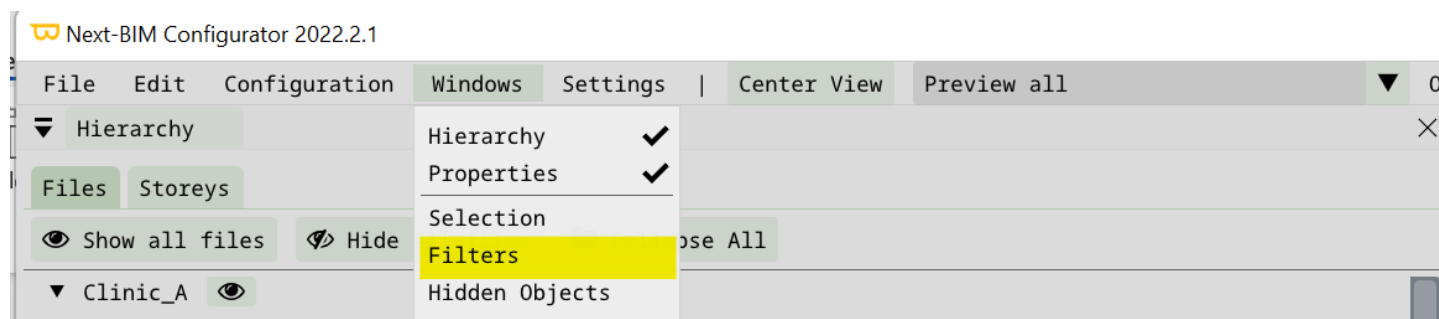 Next-BIM Configurator 2022.2.1
File Edit Configuration Windows Settings | Center View Preview all
Hierarchy
Hierarchy
Properties
Files Storeys
Selection
Show all files Hide All
Filters
Clinic_A
Hidden Objects